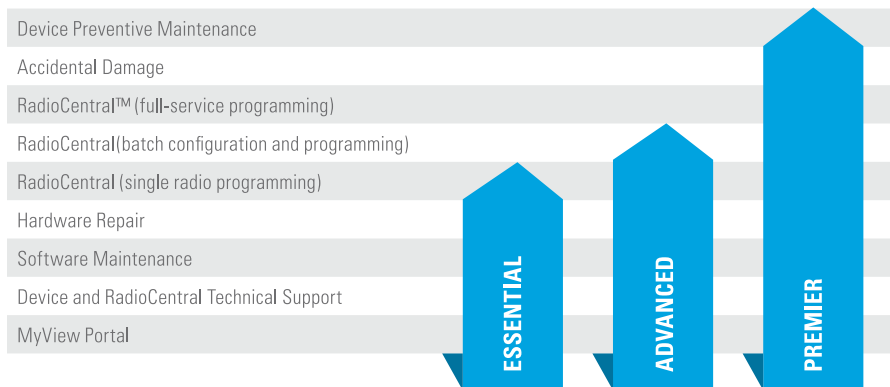 Device Preventive Maintenance
Accidental Damage
RadioCentral™ (full-service programming)
RadioCentral(batch configuration and programming)
RadioCentral (single radio programming)
Hardware Repair
Software Maintenance
Device and RadioCentral Technical Support
MyView Portal
ESSENTIAL
ADVANCED
PREMIER